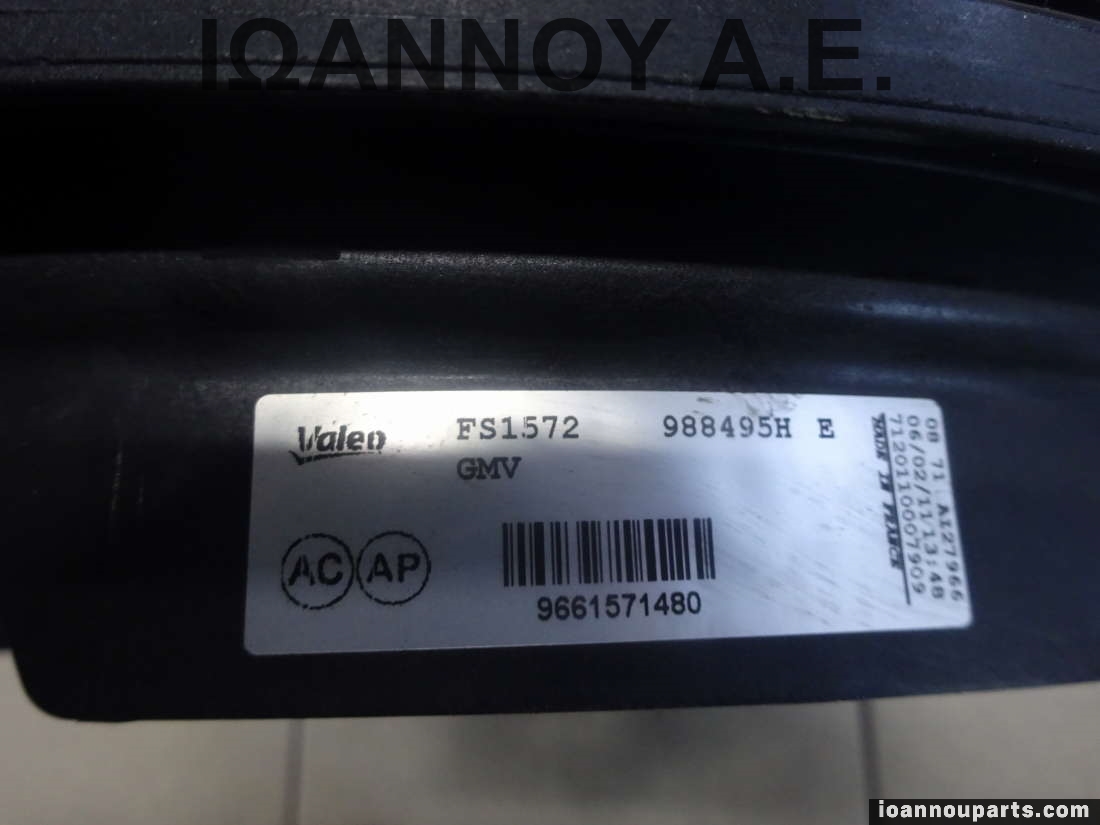 ΙΩΑΝΝΟΥ Α.Ε.
Valeo FS1572 988495H E
GMV
AC AP
9661571480
08 71 A127966
06/02/11/13:48
7120110007909
MADE IN FRANCE
ioannouparts.com